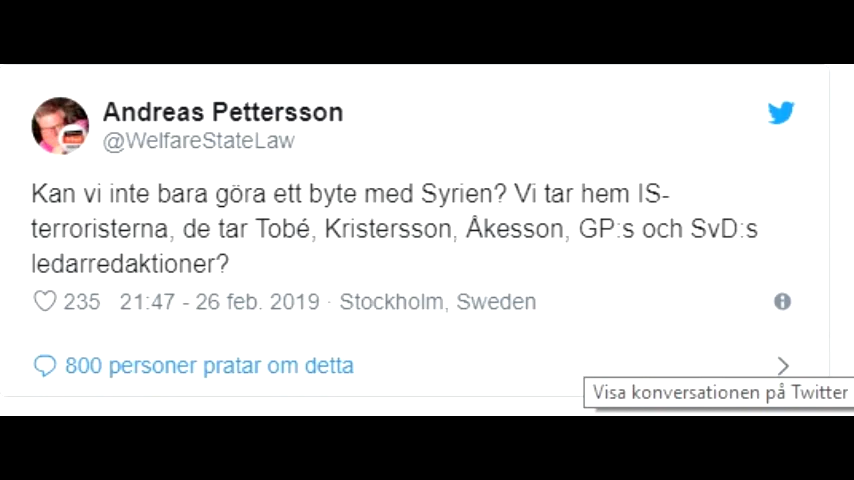 Andreas Pettersson
@WelfareStateLaw
Kan vi inte bara göra ett byte med Syrien? Vi tar hem IS-
terroristerna, de tar Tobé, Kristersson, Åkesson, GP:s och SvD:s
ledarredaktioner?
235 21:47 - 26 feb. 2019 · Stockholm, Sweden
800 personer pratar om detta
Visa konversationen på Twitter